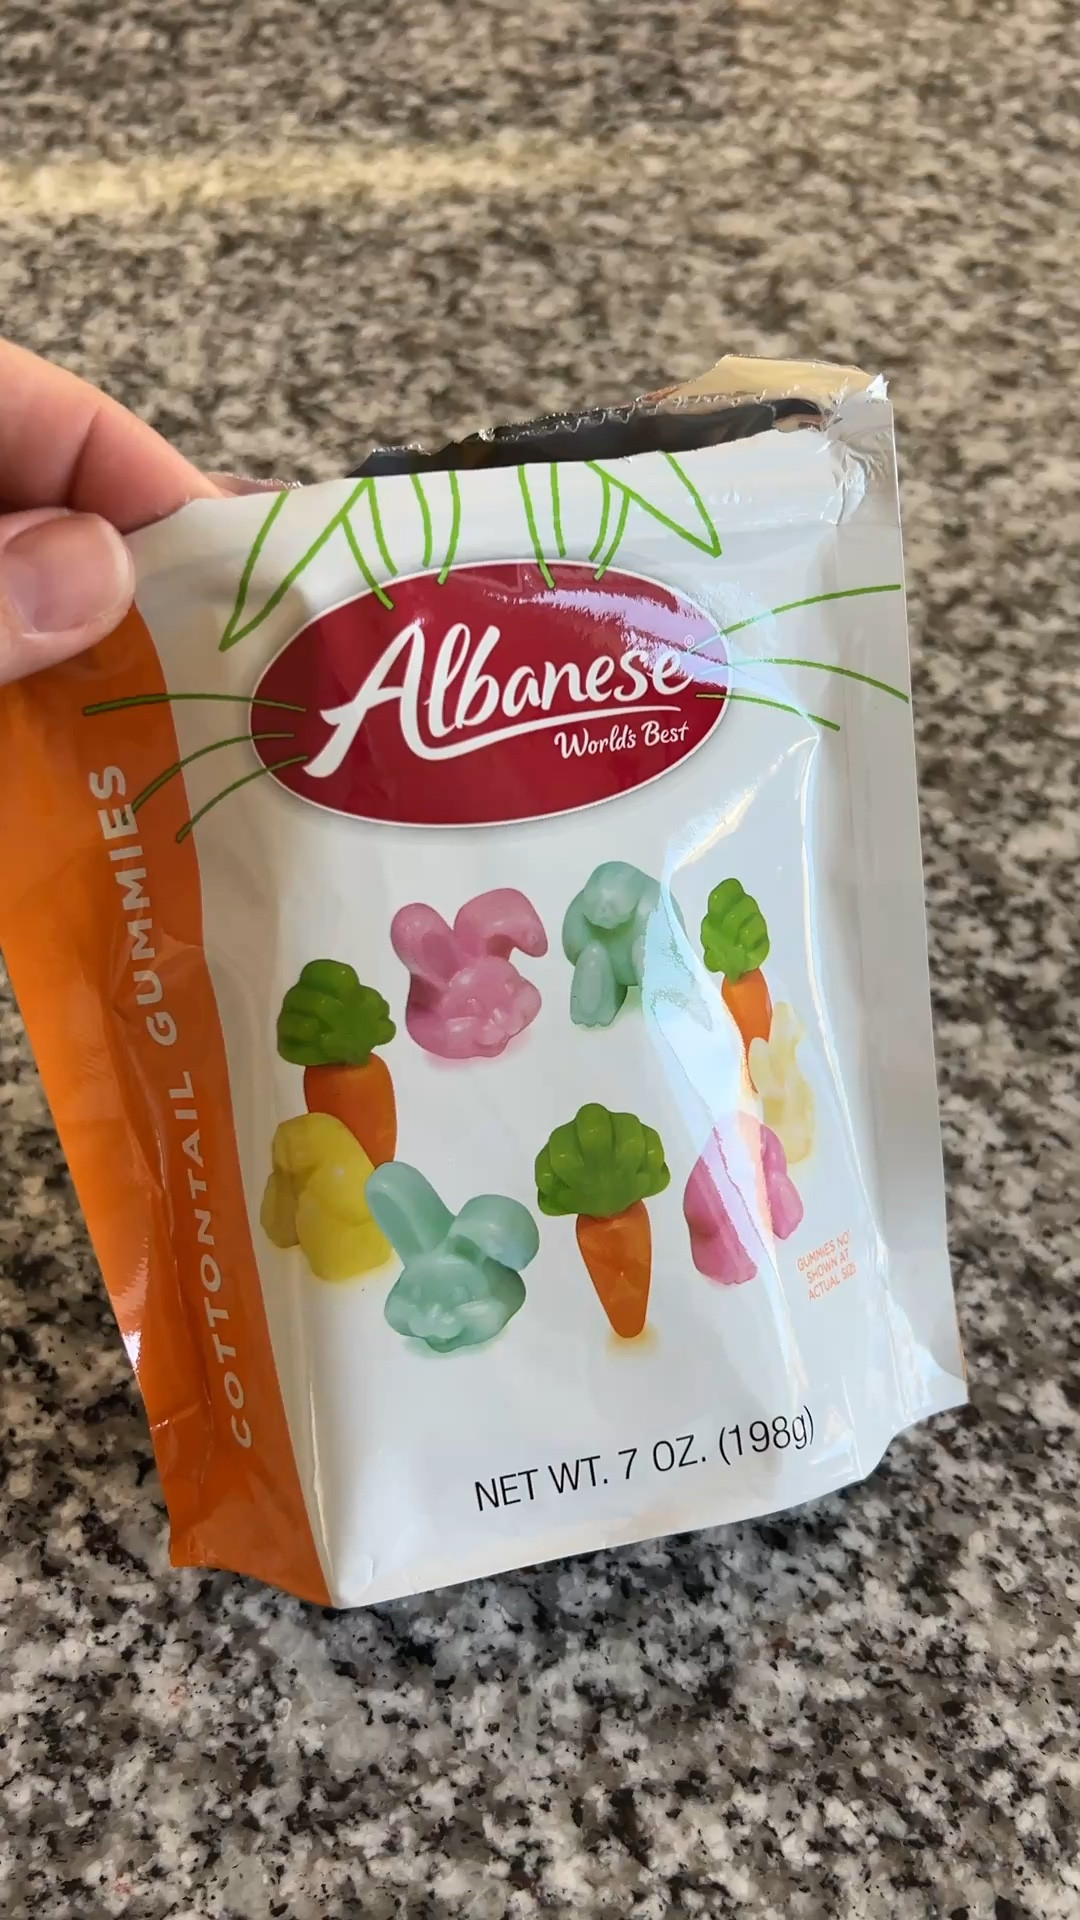 Albanese®
World's Best
COTTONTAIL GUMMIES
GUMMIES NOT
SHOWN AT
ACTUAL SIZE
NET WT. 7 OZ. (198g)